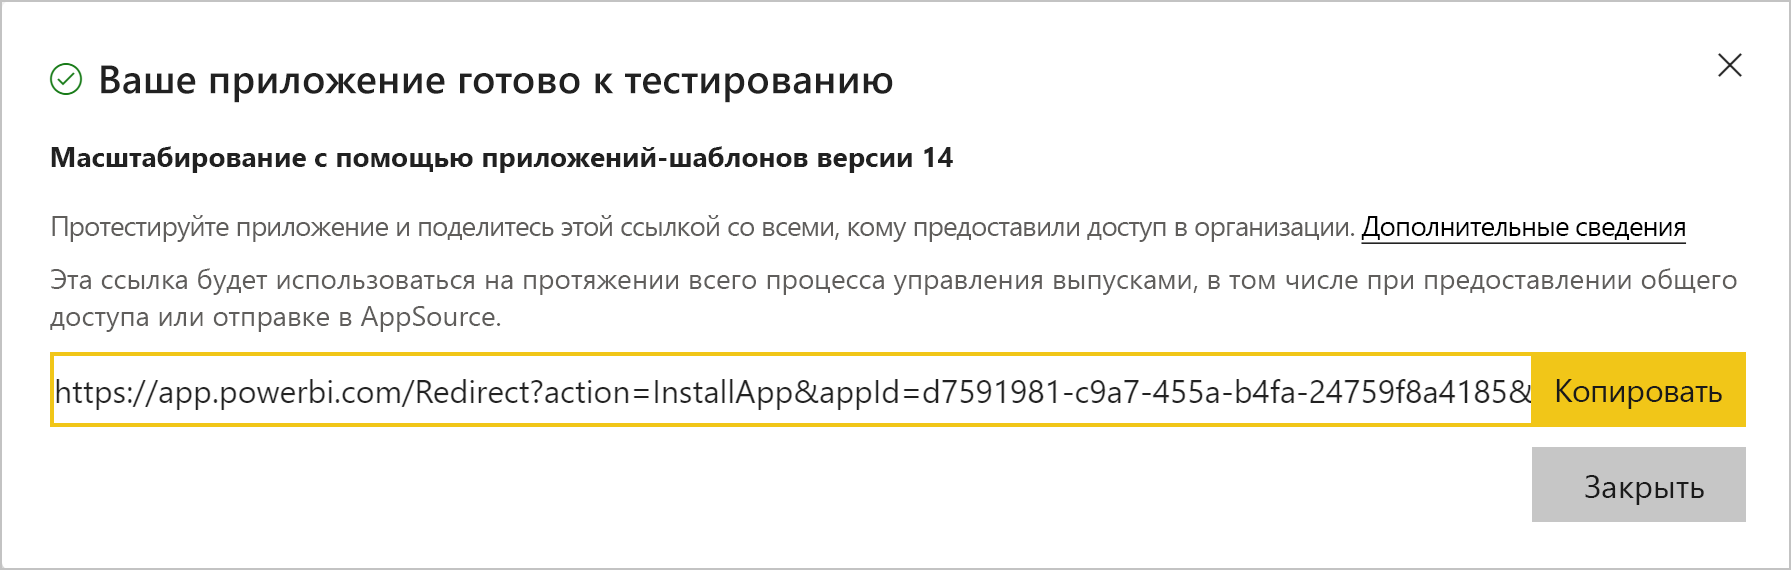 Ваше приложение готово к тестированию
Масштабирование с помощью приложений-шаблонов версии 14
Протестируйте приложение и поделитесь этой ссылкой со всеми, кому предоставили доступ в организации. Дополнительные сведения
Эта ссылка будет использоваться на протяжении всего процесса управления выпусками, в том числе при предоставлении общего
доступа или отправке в AppSource.
https://app.powerbi.com/Redirect?action=InstallApp&appId=d7591981-c9a7-455a-b4fa-24759f8a4185& Копировать
Закрыть